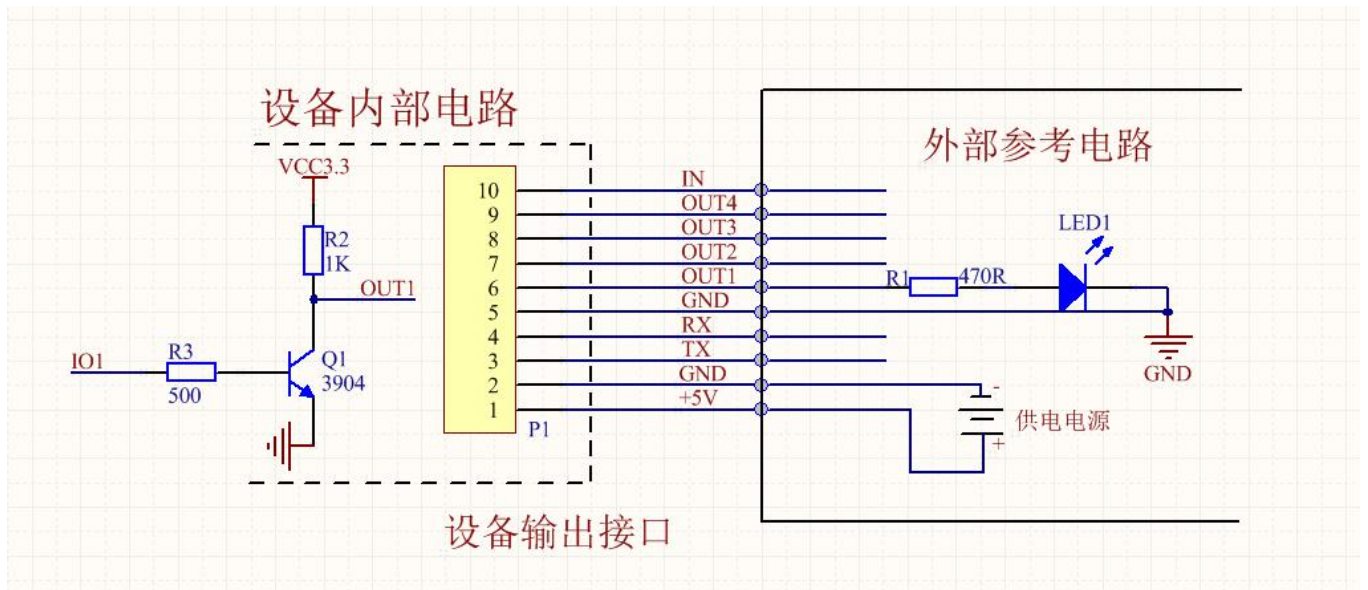 设备内部电路
外部参考电路
VCC3.3
R2
1K
OUT1
IO1
R3
500
Q1
3904
10
9
8
7
6
5
4
3
2
1
P1
IN
OUT4
OUT3
OUT2
OUT1
GND
RX
TX
GND
+5V
R1
470R
LED1
GND
-
供电电源
+
设备输出接口